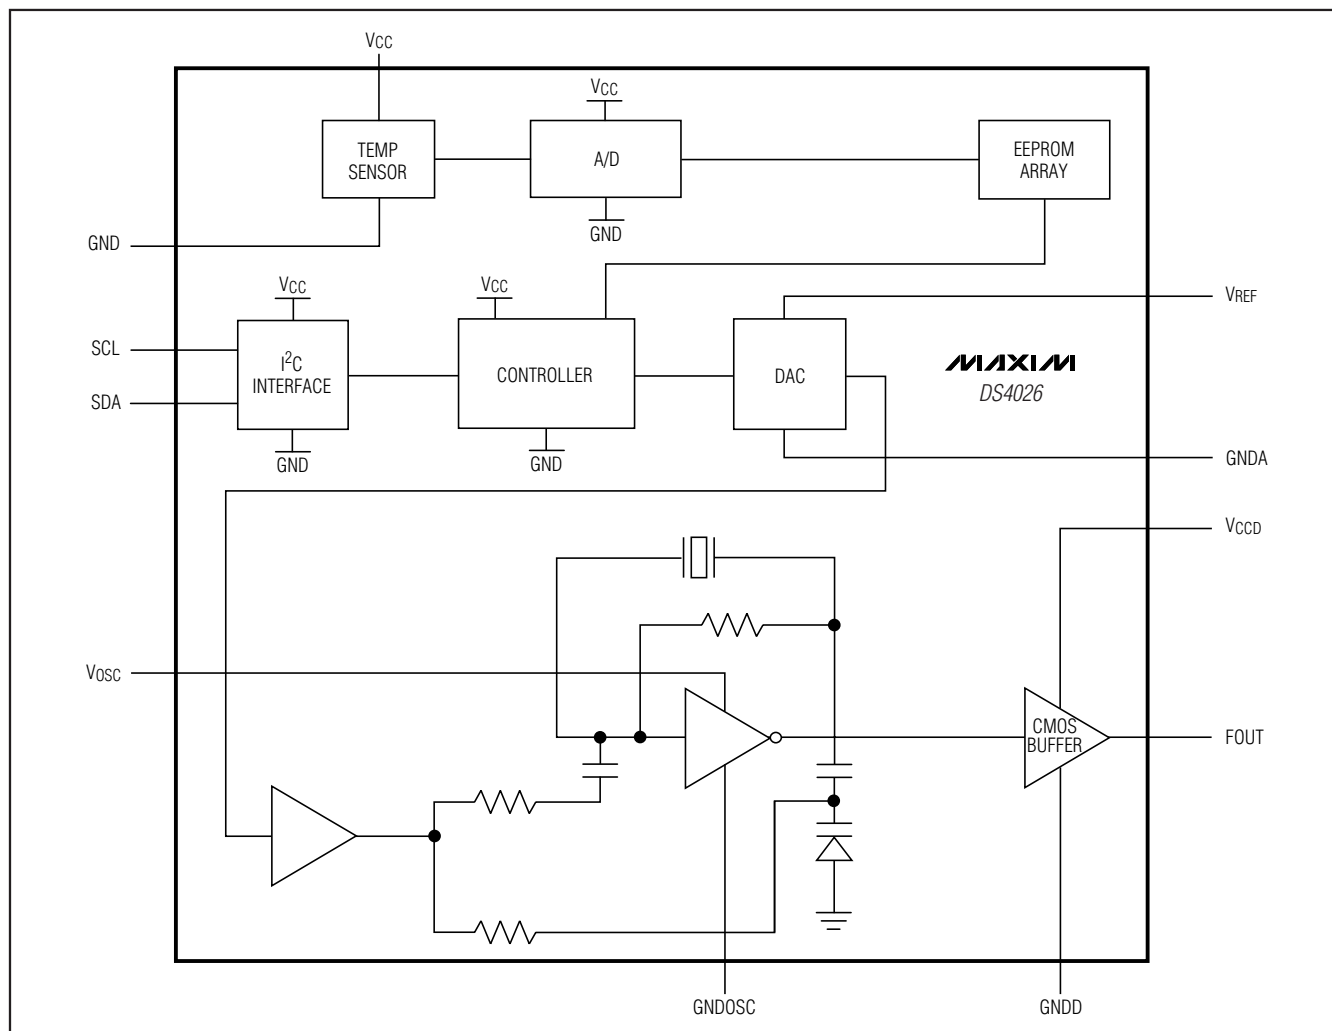 VCC
VCC
TEMP
SENSOR
A/D
EEPROM
ARRAY
GND
GND
VCC
VCC
VREF
SCL
I2C
INTERFACE
CONTROLLER
DAC
MAXIM
DS4026
SDA
GND
GND
GNDA
VCCD
VOSC
CMOS
BUFFER
FOUT
GNDOSC
GNDD